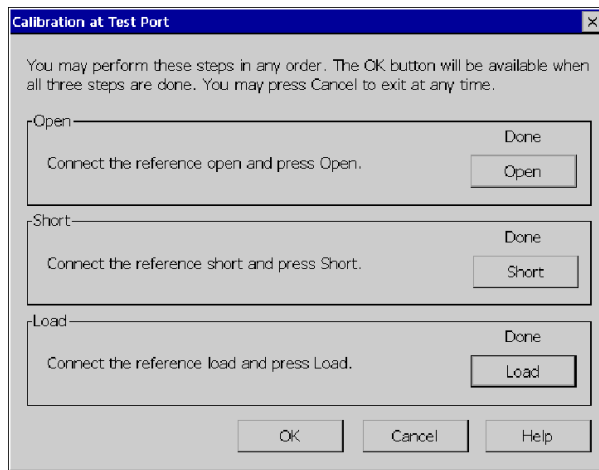 Calibration at Test Port
You may perform these steps in any order. The OK button will be available when
all three steps are done. You may press Cancel to exit at any time.
Open
Done
Connect the reference open and press Open.
Open
Short
Done
Connect the reference short and press Short.
Short
Load
Done
Connect the reference load and press Load.
Load
OK Cancel Help